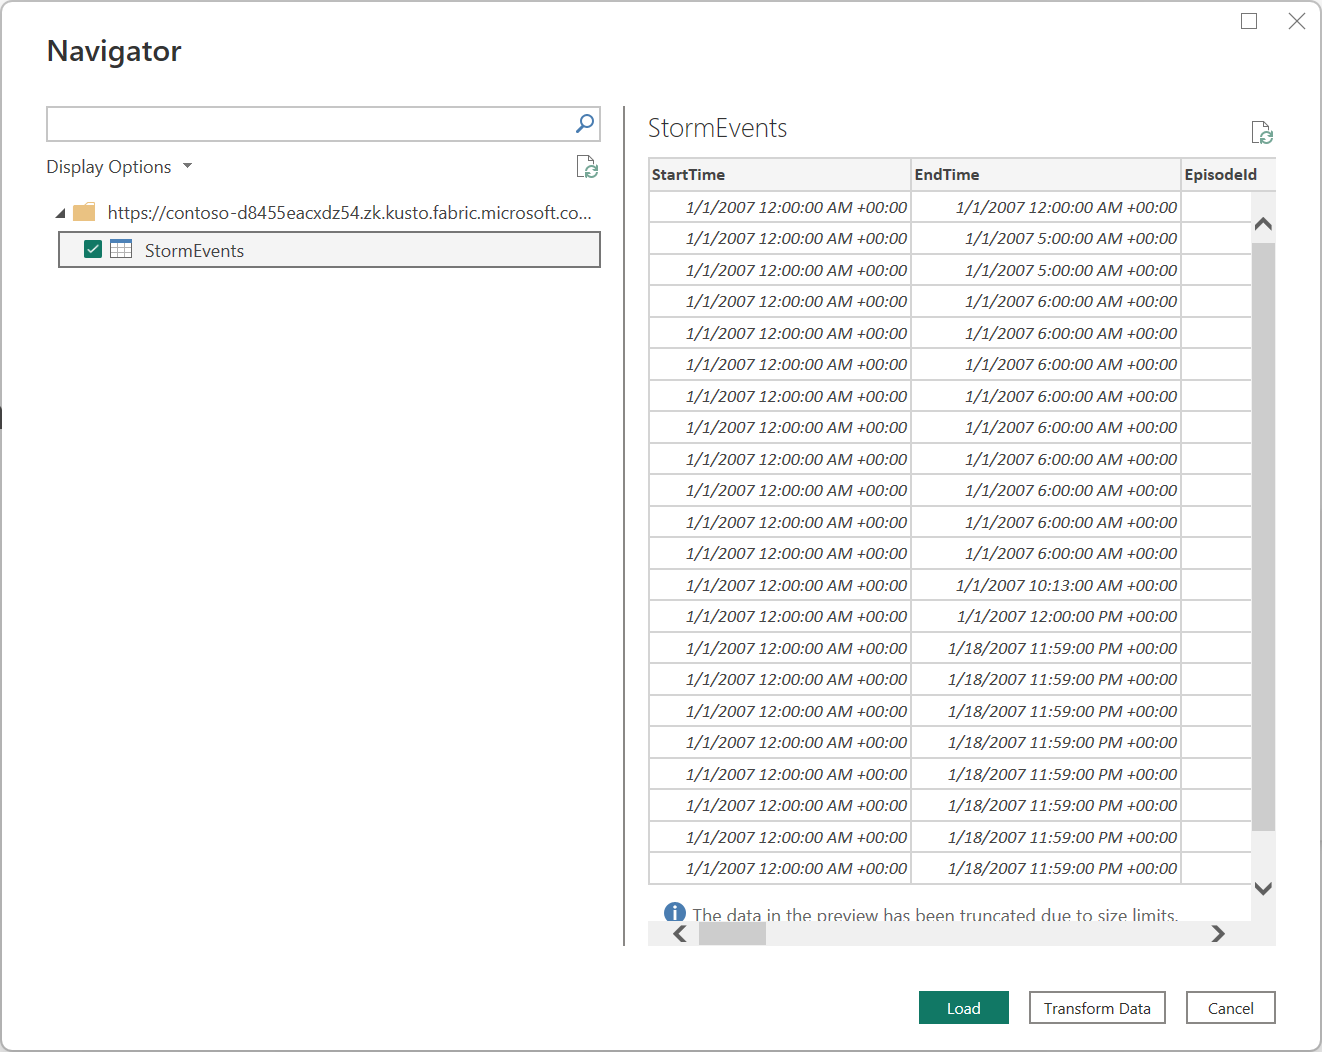 Navigator
Display Options
https://contoso-d8455eacxdz54.zk.kusto.fabric.microsoft.co...
StormEvents
StormEvents
StartTime EndTime EpisodeId
1/1/2007 12:00:00 AM +00:00 1/1/2007 12:00:00 AM +00:00
1/1/2007 12:00:00 AM +00:00 1/1/2007 5:00:00 AM +00:00
1/1/2007 12:00:00 AM +00:00 1/1/2007 5:00:00 AM +00:00
1/1/2007 12:00:00 AM +00:00 1/1/2007 6:00:00 AM +00:00
1/1/2007 12:00:00 AM +00:00 1/1/2007 6:00:00 AM +00:00
1/1/2007 12:00:00 AM +00:00 1/1/2007 6:00:00 AM +00:00
1/1/2007 12:00:00 AM +00:00 1/1/2007 6:00:00 AM +00:00
1/1/2007 12:00:00 AM +00:00 1/1/2007 6:00:00 AM +00:00
1/1/2007 12:00:00 AM +00:00 1/1/2007 6:00:00 AM +00:00
1/1/2007 12:00:00 AM +00:00 1/1/2007 6:00:00 AM +00:00
1/1/2007 12:00:00 AM +00:00 1/1/2007 6:00:00 AM +00:00
1/1/2007 12:00:00 AM +00:00 1/1/2007 6:00:00 AM +00:00
1/1/2007 12:00:00 AM +00:00 1/1/2007 10:13:00 AM +00:00
1/1/2007 12:00:00 AM +00:00 1/1/2007 12:00:00 PM +00:00
1/1/2007 12:00:00 AM +00:00 1/18/2007 11:59:00 PM +00:00
1/1/2007 12:00:00 AM +00:00 1/18/2007 11:59:00 PM +00:00
1/1/2007 12:00:00 AM +00:00 1/18/2007 11:59:00 PM +00:00
1/1/2007 12:00:00 AM +00:00 1/18/2007 11:59:00 PM +00:00
1/1/2007 12:00:00 AM +00:00 1/18/2007 11:59:00 PM +00:00
1/1/2007 12:00:00 AM +00:00 1/18/2007 11:59:00 PM +00:00
1/1/2007 12:00:00 AM +00:00 1/18/2007 11:59:00 PM +00:00
1/1/2007 12:00:00 AM +00:00 1/18/2007 11:59:00 PM +00:00
The data in the preview has been truncated due to size limits.
Load Transform Data Cancel